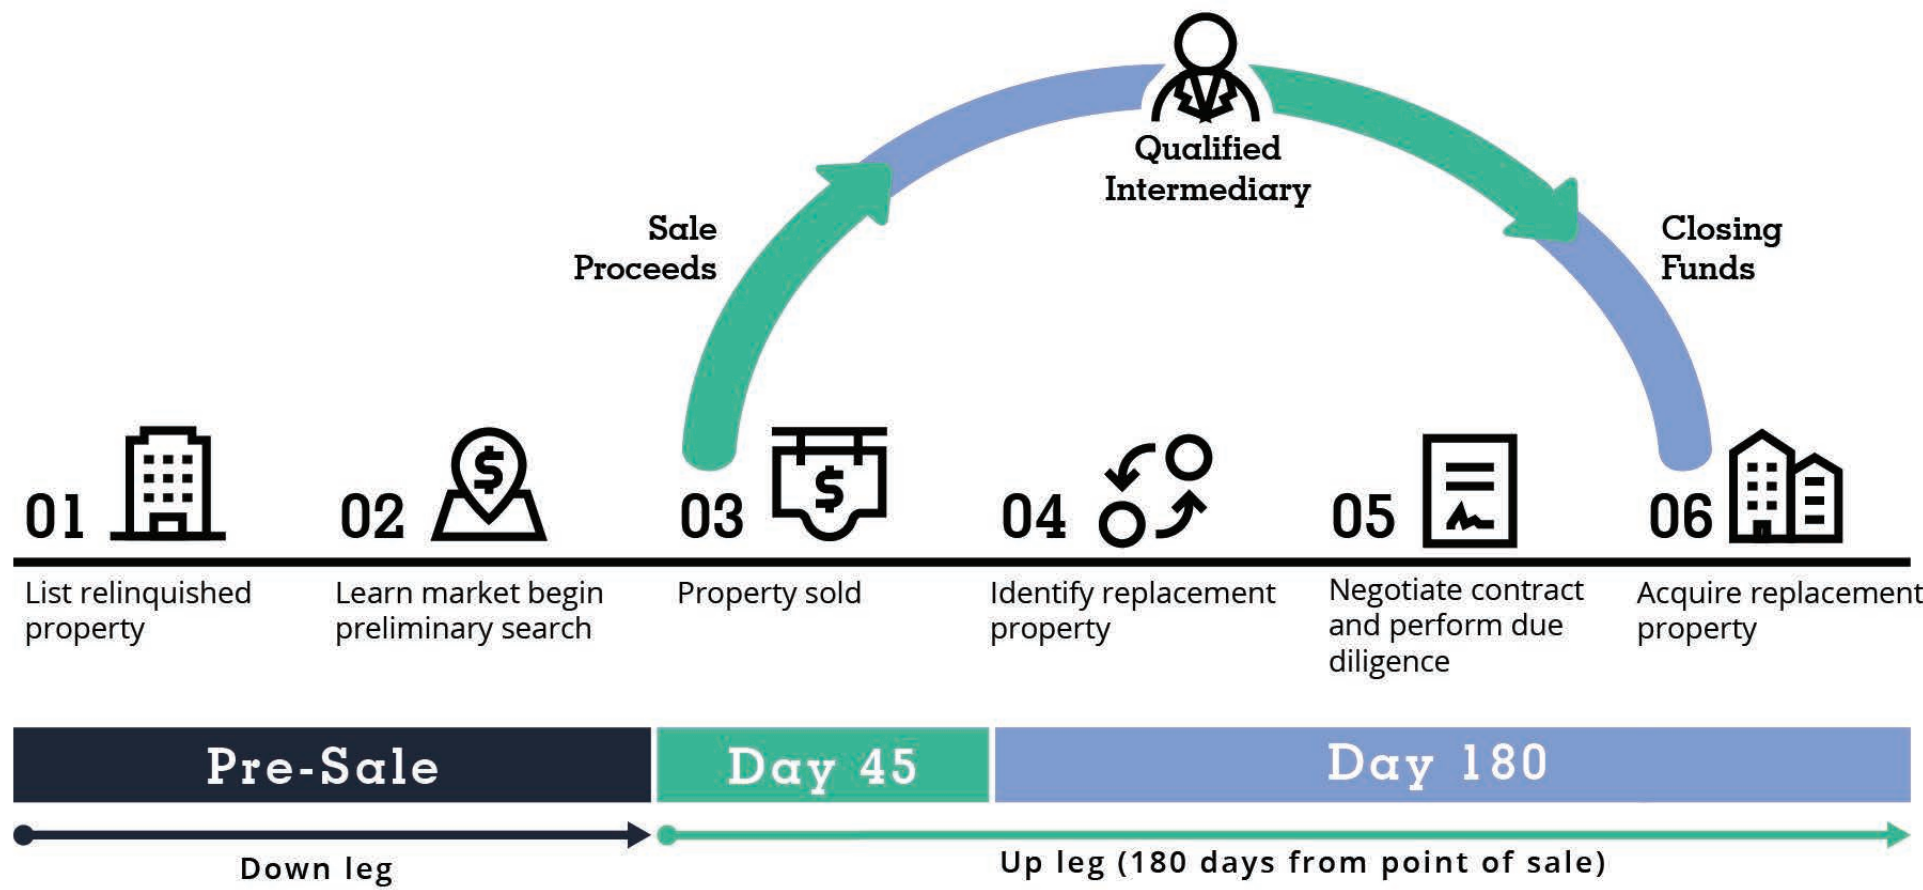 Qualified
Intermediary
Sale
Proceeds
Closing
Funds
01
02
03
04
05
06
List relinquished
property
Learn market begin
preliminary search
Property sold
Identify replacement
property
Negotiate contract
and perform due
diligence
Acquire replacement
property
Pre-Sale
Day 45
Day 180
Down leg
Up leg (180 days from point of sale)